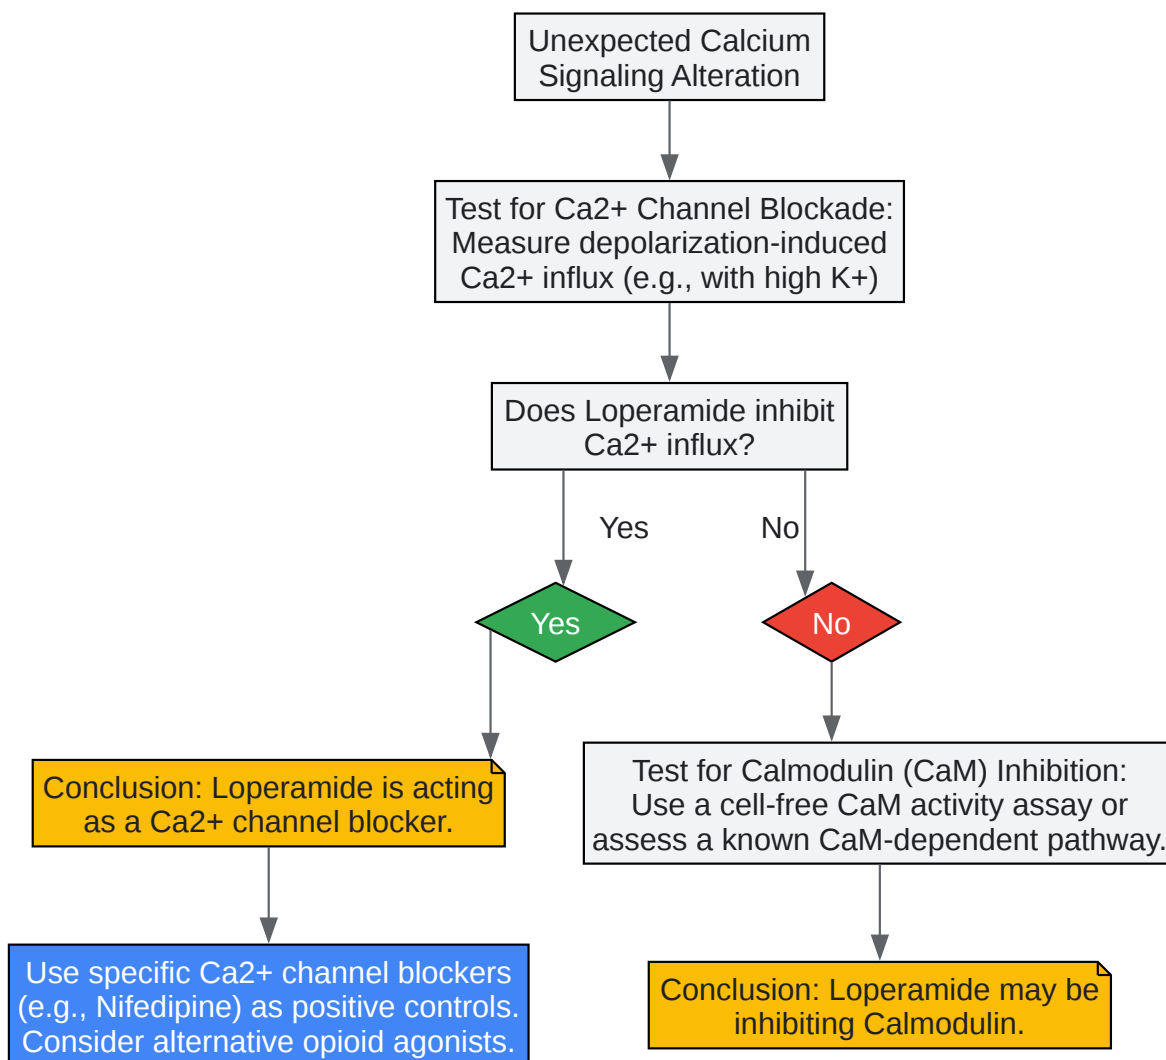 Unexpected Calcium
Signaling Alteration
Test for Ca2+ Channel Blockade:
Measure depolarization-induced
Ca2+ influx (e.g., with high K+)
Does Loperamide inhibit
Ca2+ influx?
Yes
No
Yes
No
Conclusion: Loperamide is acting
as a Ca2+ channel blocker.
Test for Calmodulin (CaM) Inhibition:
Use a cell-free CaM activity assay or
assess a known CaM-dependent pathway.
Use specific Ca2+ channel blockers
(e.g., Nifedipine) as positive controls.
Consider alternative opioid agonists.
Conclusion: Loperamide may be
inhibiting Calmodulin.